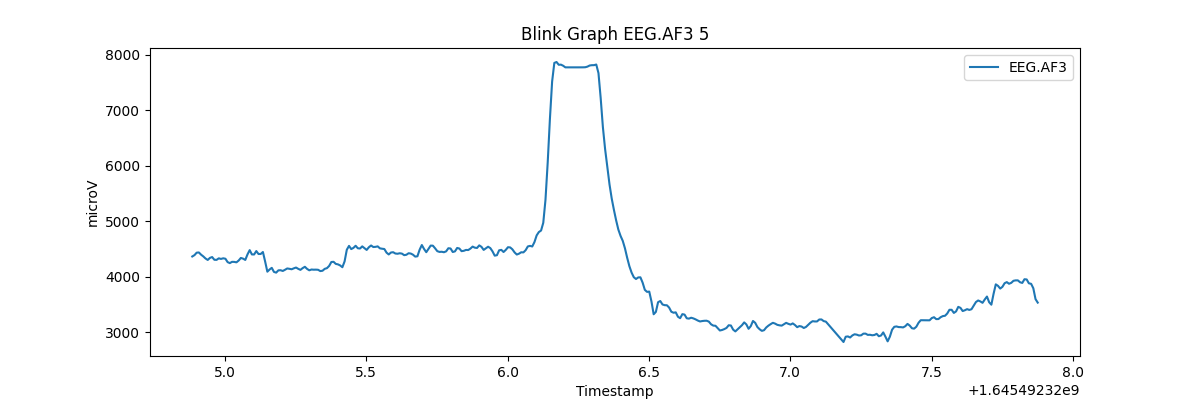 Blink Graph EEG.AF3 5
EEG.AF3
8000
7000
6000
5000
4000
3000
microV
5.0 5.5 6.0 6.5 7.0 7.5 8.0
Timestamp
+1.64549232e9